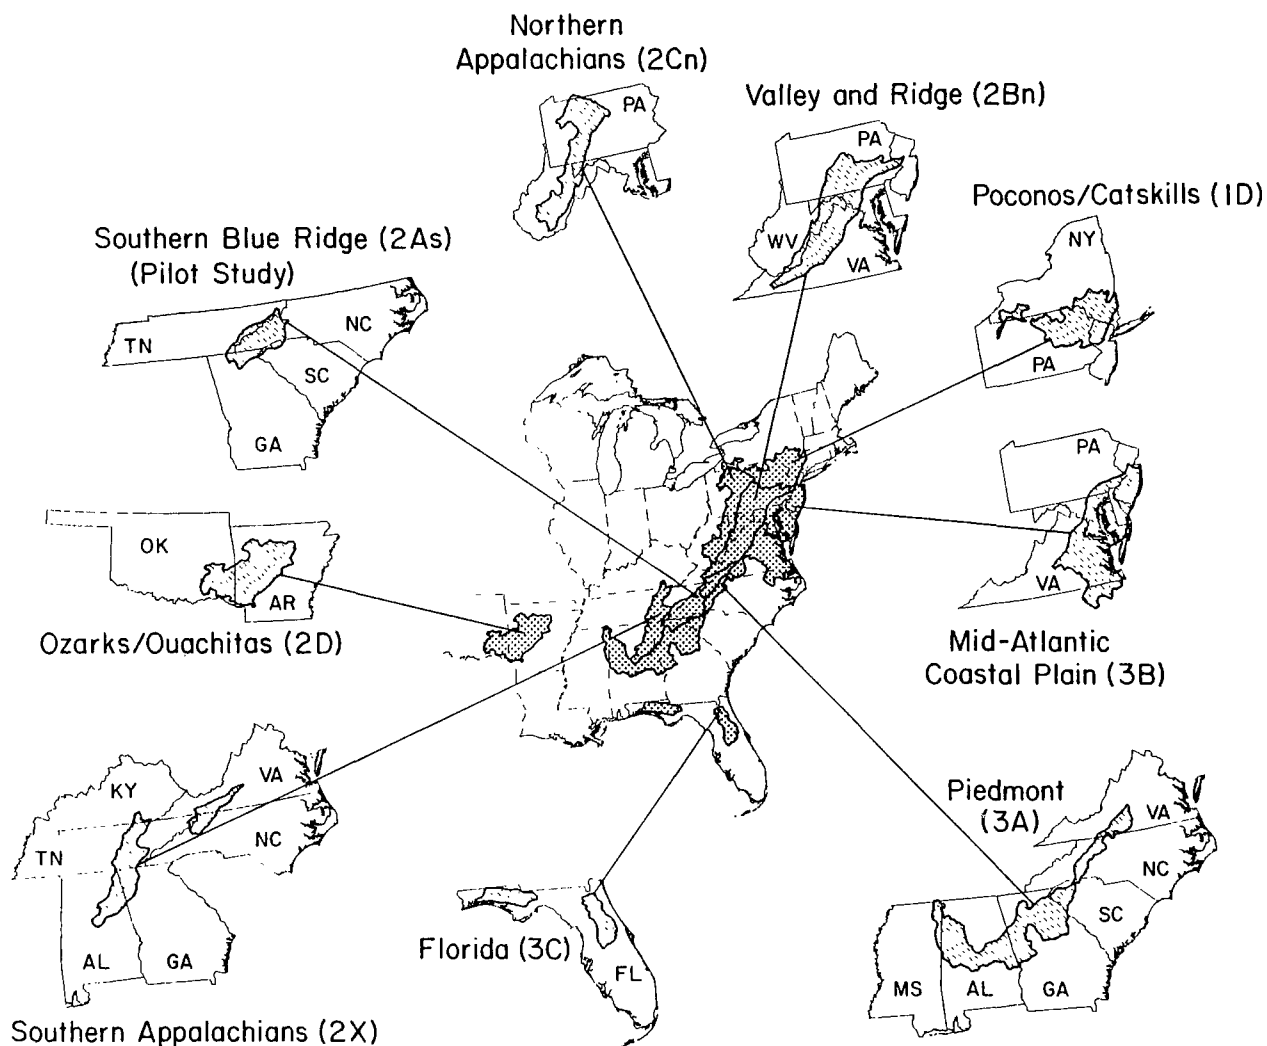 Northern
Appalachians (2Cn)
PA
Valley and Ridge (2Bn)
PA
WV
VA
Poconos/Catskills (1D)
NY
PA
Southern Blue Ridge (2As)
(Pilot Study)
TN
NC
SC
GA
PA
VA
Mid-Atlantic
Coastal Plain (3B)
OK
AR
Ozarks/Ouachitas (2D)
KY
VA
TN
NC
AL
GA
Southern Appalachians (2X)
Florida (3C)
FL
Piedmont
(3A)
VA
NC
SC
MS
AL
GA